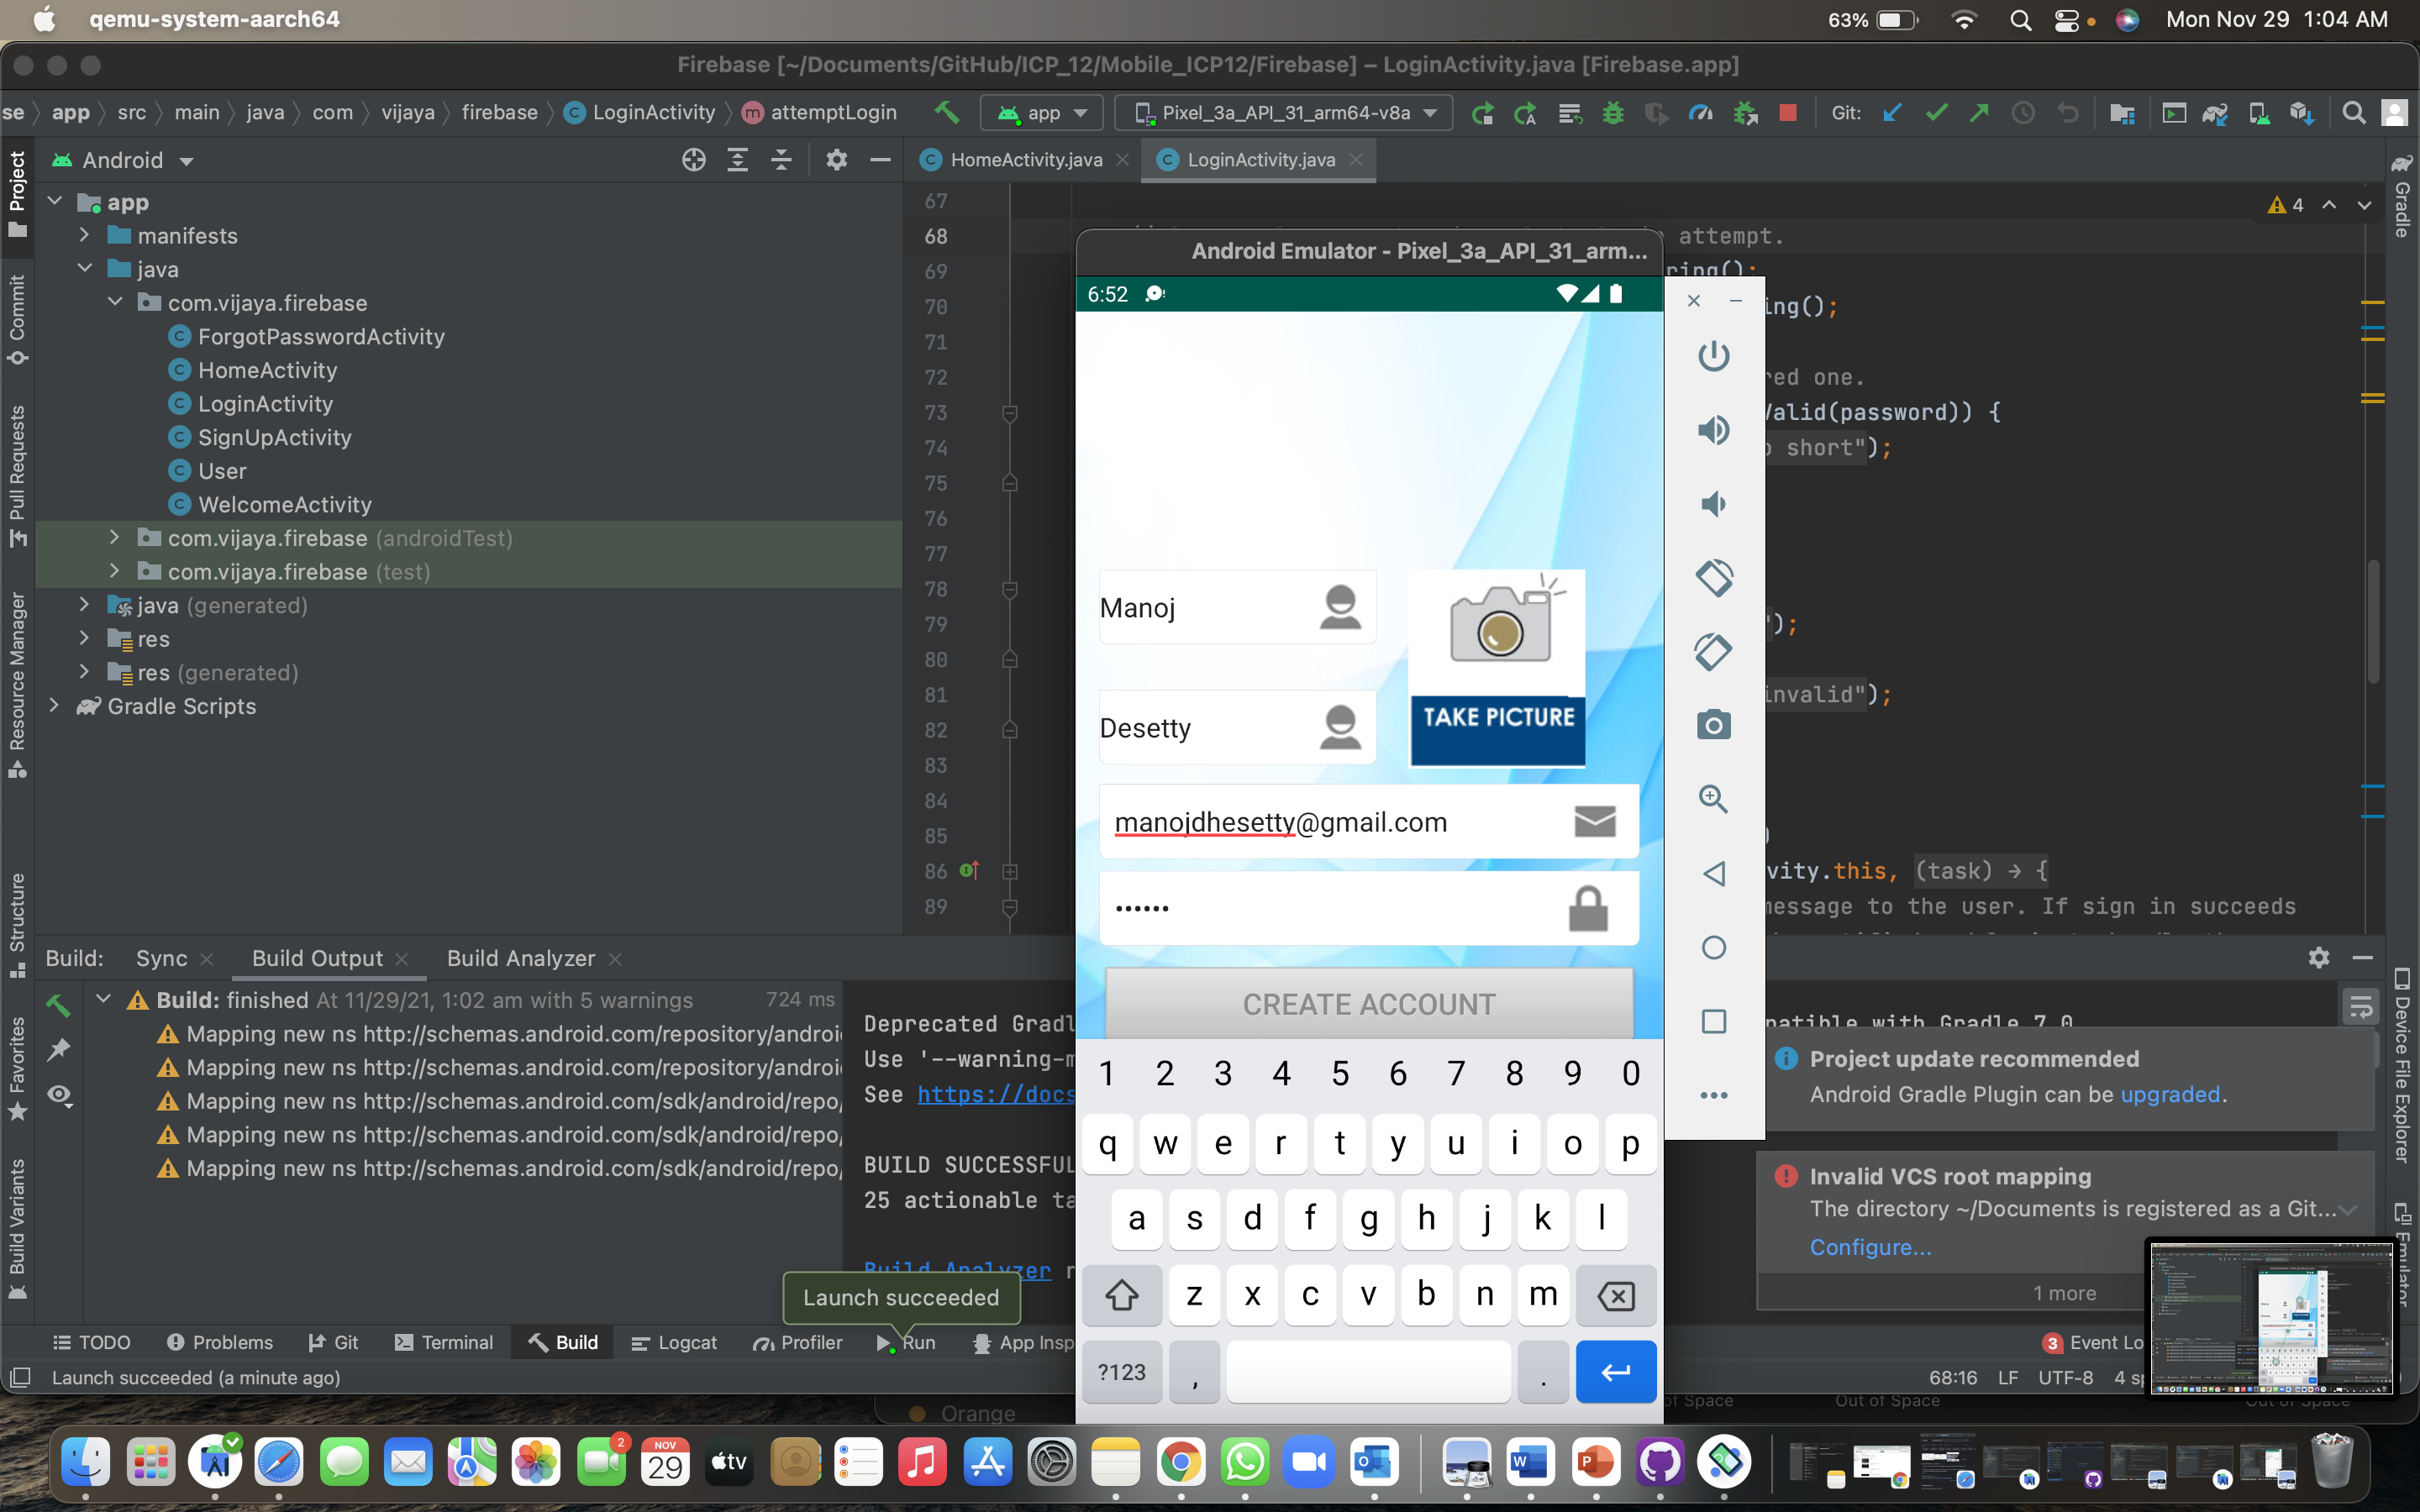 qemu-system-aarch64
63%
Mon Nov 29 1:04 AM
Firebase [~/Documents/GitHub/ICP_12/Mobile_ICP12/Firebase] – LoginActivity.java [Firebase.app]
se app src main java com vijaya firebase LoginActivity attemptLogin
app
Pixel_3a_API_31_arm64-v8a
Git:
Project
Commit
Pull Requests
Resource Manager
Structure
Favorites
Build Variants
Android
app
manifests
java
com.vijaya.firebase
ForgotPasswordActivity
HomeActivity
LoginActivity
SignUpActivity
User
WelcomeActivity
com.vijaya.firebase (androidTest)
com.vijaya.firebase (test)
java (generated)
res
res (generated)
Gradle Scripts
HomeActivity.java
LoginActivity.java
4
67
68 attempt.
69 ring();
70 ing();
71
72 red one.
73 Valid(password)) {
74 o short");
75
76
77
78
79 );
80
81 invalid");
82
83
84
85 )
86 vity.this, (task) → {
89 message to the user. If sign in succeeds
Gradle
Device File Explorer
Emulator
Android Emulator - Pixel_3a_API_31_arm...
6:52
Manoj
TAKE PICTURE
Desetty
manojdhesetty@gmail.com
••••••
CREATE ACCOUNT
1 2 3 4 5 6 7 8 9 0
q w e r t y u i o p
a s d f g h j k l
z x c v b n m
?123 , .
Build:
Sync
Build Output
Build Analyzer
Build: finished At 11/29/21, 1:02 am with 5 warnings
724 ms
Mapping new ns http://schemas.android.com/repository/androi
Mapping new ns http://schemas.android.com/repository/androi
Mapping new ns http://schemas.android.com/sdk/android/repo/
Mapping new ns http://schemas.android.com/sdk/android/repo/
Mapping new ns http://schemas.android.com/sdk/android/repo/
Deprecated Gradl
patible with Gradle 7.0
Use '--warning-m
See https://docs
BUILD SUCCESSFUL
25 actionable ta
Build Analyzer r
Launch succeeded
Project update recommended
Android Gradle Plugin can be upgraded.
Invalid VCS root mapping
The directory ~/Documents is registered as a Git...
Configure...
1 more
TODO
Problems
Git
Terminal
Build
Logcat
Profiler
Run
App Insp
3 Event Lo
Launch succeeded (a minute ago)
68:16 LF UTF-8 4 sp
Orange
of Space
Out of Space
Out of Space
2
NOV
29
tv